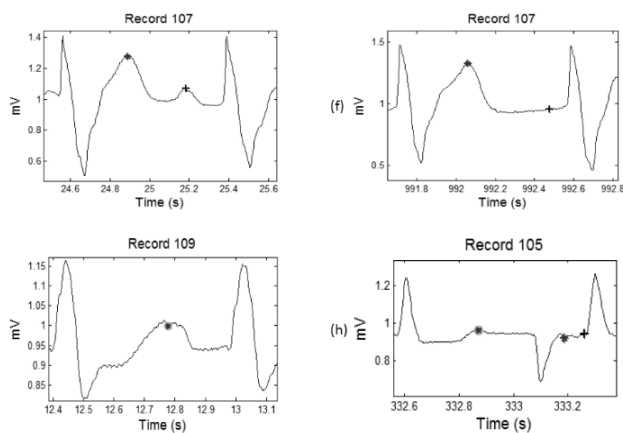 Record 107
1.4
1.2
1
0.8
0.6
mV
24.6 24.8 25 25.2 25.4 25.6
Time (s)
Record 107
(f)
1.5
1
0.5
mV
991.8 992 992.2 992.4 992.6 992.8
Time (s)
Record 109
1.15
1.1
1.05
1
0.95
0.9
0.85
mV
12.4 12.5 12.6 12.7 12.8 12.9 13 13.1
Time (s)
Record 105
(h)
1.2
1
0.8
mV
332.6 332.8 333 333.2
Time (s)